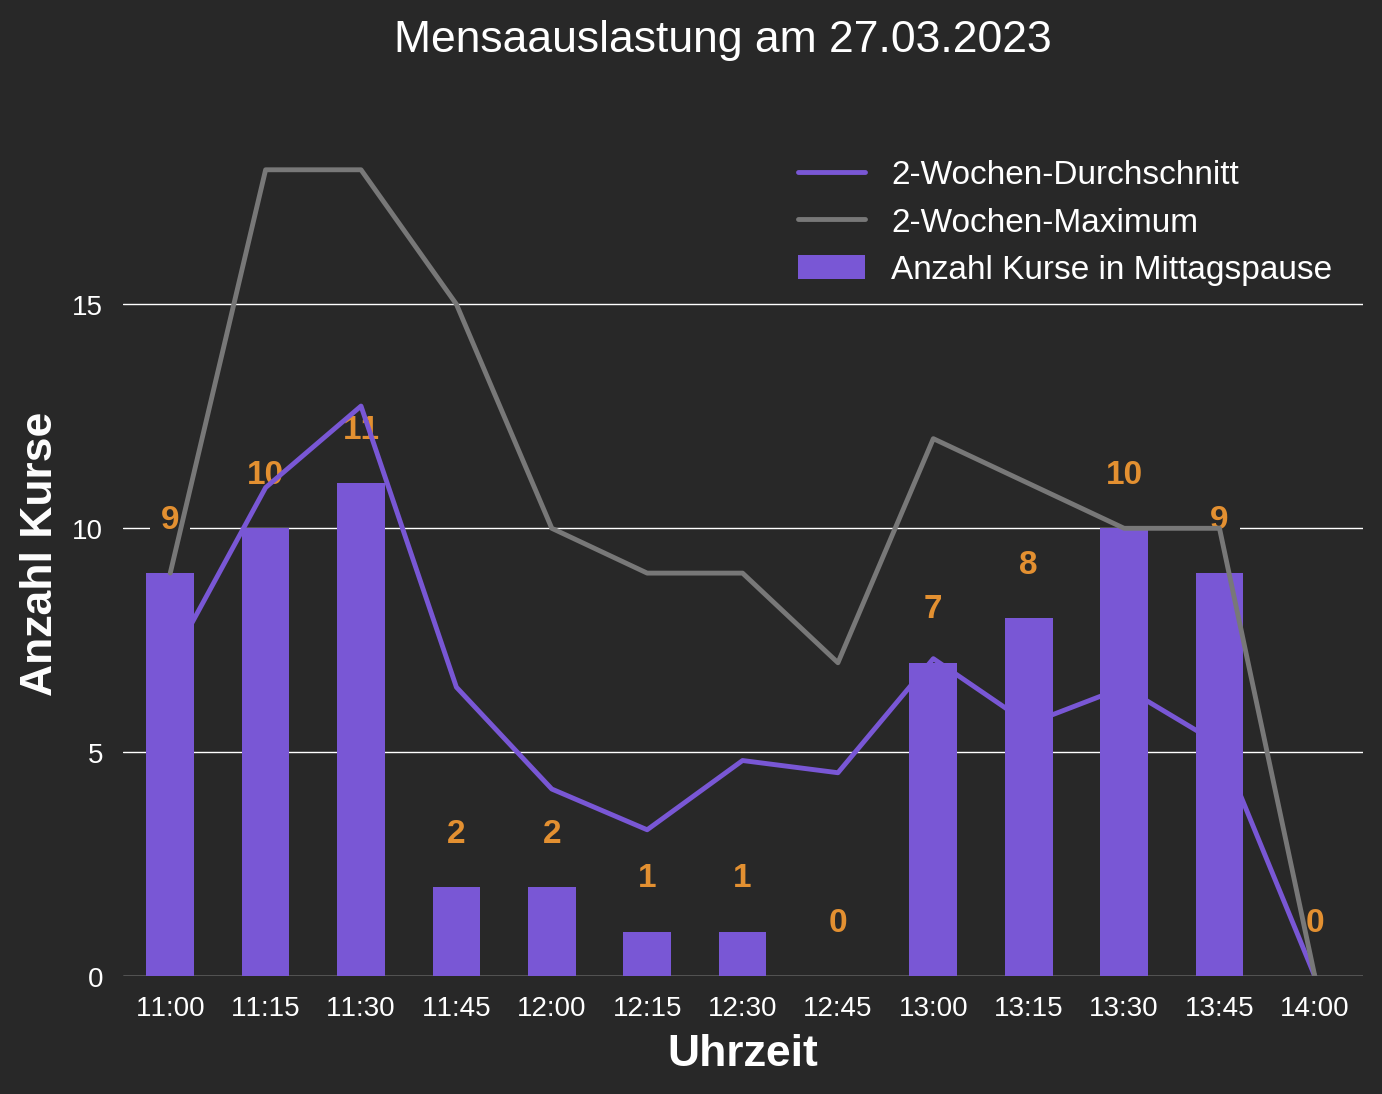 Mensaauslastung am 27.03.2023
2-Wochen-Durchschnitt
2-Wochen-Maximum
Anzahl Kurse in Mittagspause
Anzahl Kurse
15
10
5
0
9
10
11
2
2
1
1
0
7
8
10
9
0
11:00 11:15 11:30 11:45 12:00 12:15 12:30 12:45 13:00 13:15 13:30 13:45 14:00
Uhrzeit